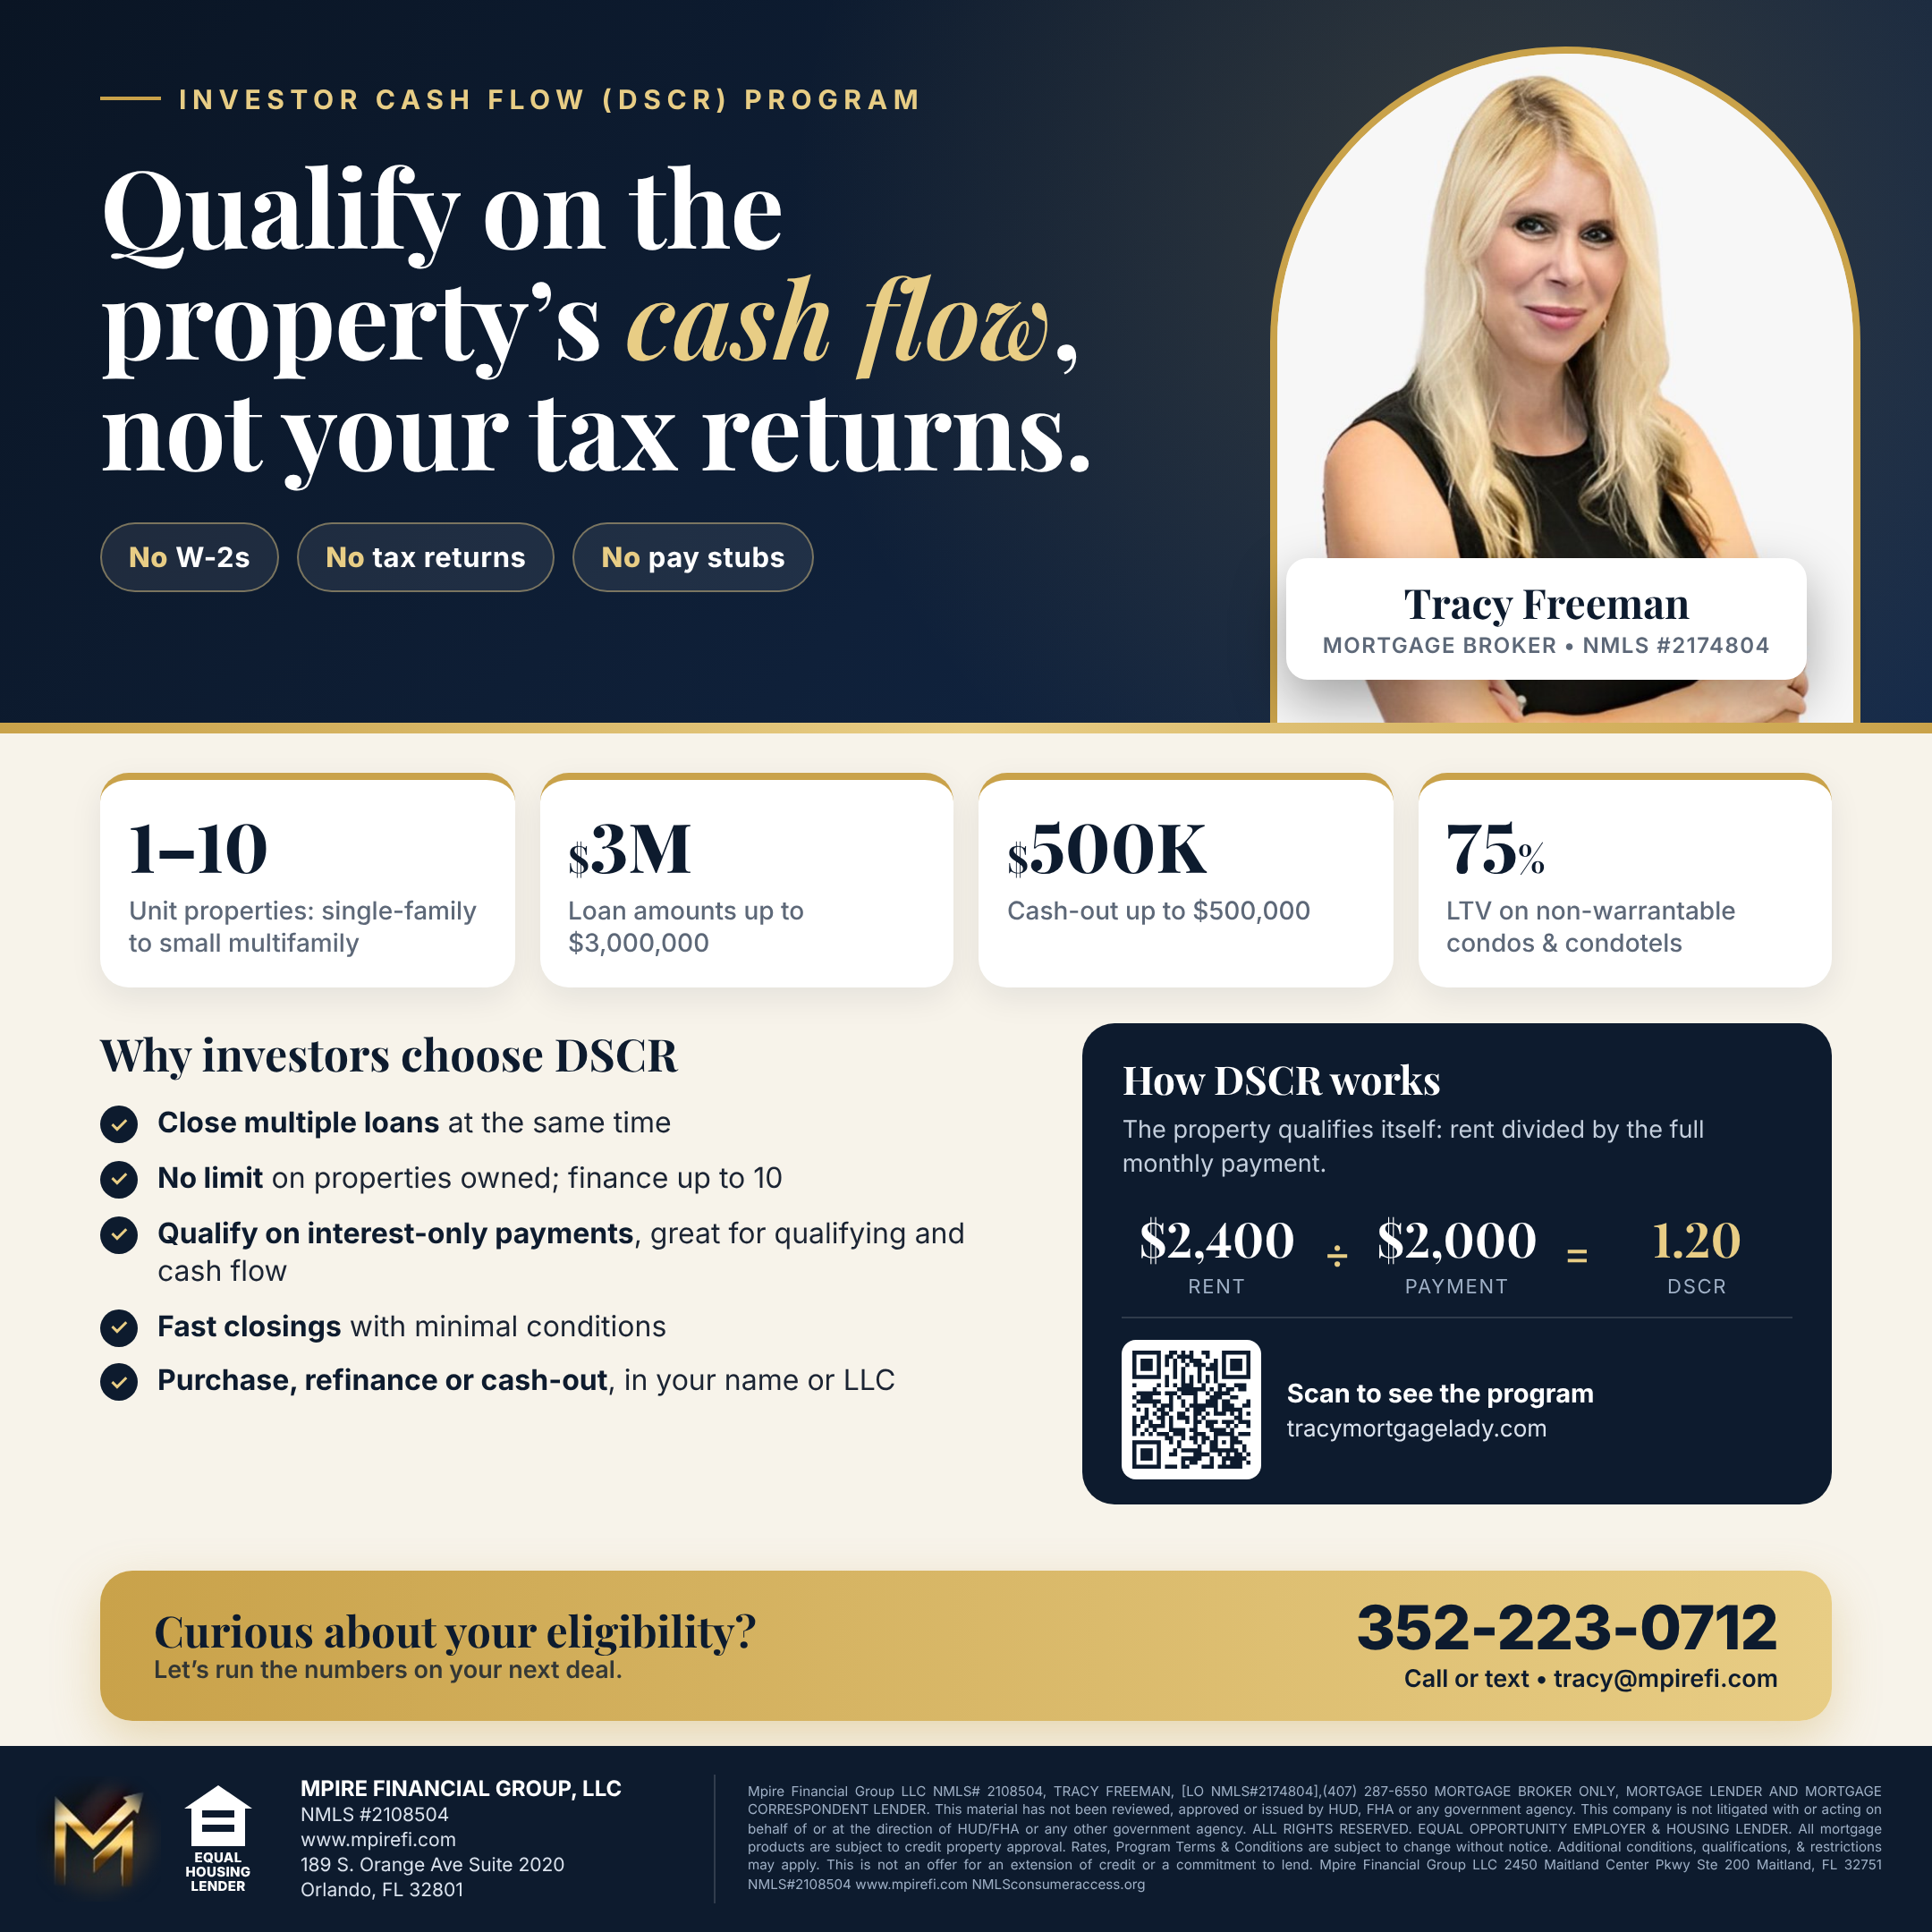 INVESTOR CASH FLOW (DSCR) PROGRAM
Qualify on the
property’s cash flow,
not your tax returns.
No W-2s
No tax returns
No pay stubs
Tracy Freeman
MORTGAGE BROKER • NMLS #2174804
1–10
Unit properties: single-family
to small multifamily
$3M
Loan amounts up to
$3,000,000
$500K
Cash-out up to $500,000
75%
LTV on non-warrantable
condos & condotels
Why investors choose DSCR
Close multiple loans at the same time
No limit on properties owned; finance up to 10
Qualify on interest-only payments, great for qualifying and
cash flow
Fast closings with minimal conditions
Purchase, refinance or cash-out, in your name or LLC
How DSCR works
The property qualifies itself: rent divided by the full
monthly payment.
$2,400 ÷ $2,000 = 1.20
RENT PAYMENT DSCR
Scan to see the program
tracymortgagelady.com
Curious about your eligibility?
Let’s run the numbers on your next deal.
352-223-0712
Call or text • tracy@mpirefi.com
EQUAL
HOUSING
LENDER
MPIRE FINANCIAL GROUP, LLC
NMLS #2108504
www.mpirefi.com
189 S. Orange Ave Suite 2020
Orlando, FL 32801
Mpire Financial Group LLC NMLS# 2108504, TRACY FREEMAN, [LO NMLS#2174804],(407) 287-6550 MORTGAGE BROKER ONLY, MORTGAGE LENDER AND MORTGAGE
CORRESPONDENT LENDER. This material has not been reviewed, approved or issued by HUD, FHA or any government agency. This company is not litigated with or acting on
behalf of or at the direction of HUD/FHA or any other government agency. ALL RIGHTS RESERVED. EQUAL OPPORTUNITY EMPLOYER & HOUSING LENDER. All mortgage
products are subject to credit property approval. Rates, Program Terms & Conditions are subject to change without notice. Additional conditions, qualifications, & restrictions
may apply. This is not an offer for an extension of credit or a commitment to lend. Mpire Financial Group LLC 2450 Maitland Center Pkwy Ste 200 Maitland, FL 32751
NMLS#2108504 www.mpirefi.com NMLSconsumeraccess.org